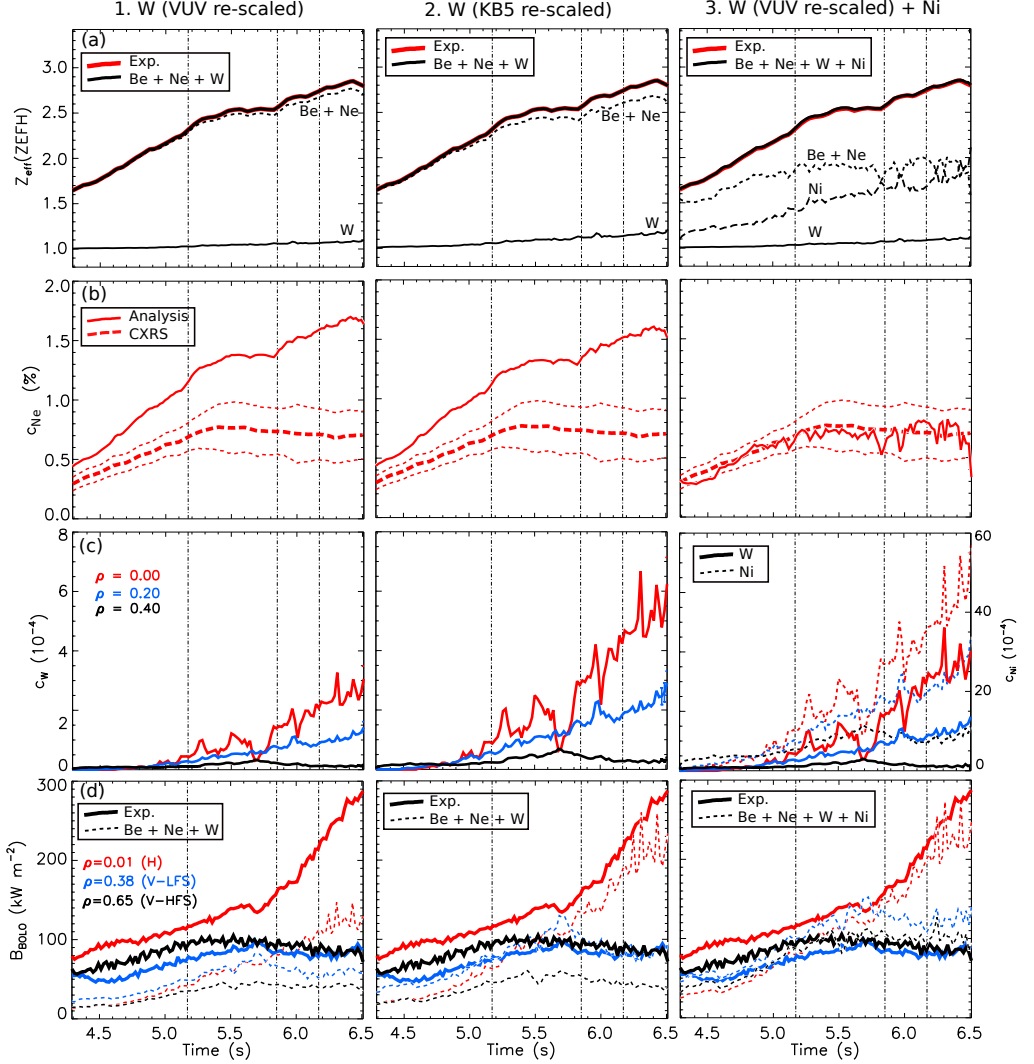 1. W (VUV re-scaled)
2. W (KB5 re-scaled)
3. W (VUV re-scaled) + Ni
(a)
Exp.
Be + Ne + W
Be + Ne
W
Exp.
Be + Ne + W
Be + Ne
W
Exp.
Be + Ne + W + Ni
Be + Ne
Ni
W
Zeff(ZEFH)
3.0
2.5
2.0
1.5
1.0
(b)
Analysis
CXRS
cNe (%)
2.0
1.5
1.0
0.5
0.0
(c)
ρ = 0.00
ρ = 0.20
ρ = 0.40
W
Ni
cW (10⁻⁴)
8
6
4
2
0
cNi (10⁻⁴)
60
40
20
0
(d)
Exp.
Be + Ne + W
ρ=0.01 (H)
ρ=0.38 (V–LFS)
ρ=0.65 (V–HFS)
Exp.
Be + Ne + W
Exp.
Be + Ne + W + Ni
BBOLO (kW m⁻²)
300
200
100
0
4.5 5.0 5.5 6.0 6.5
4.5 5.0 5.5 6.0 6.5
4.5 5.0 5.5 6.0 6.5
Time (s)
Time (s)
Time (s)